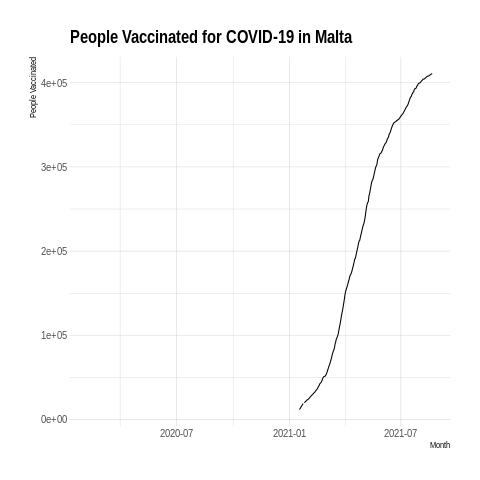 People Vaccinated for COVID-19 in Malta
People Vaccinated
4e+05
3e+05
2e+05
1e+05
0e+00
2020-07
2021-01
2021-07
Month